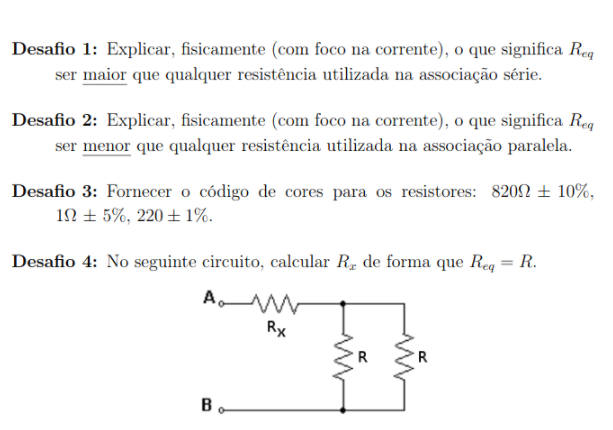 Desafio 1: Explicar, fisicamente (com foco na corrente), o que significa R_eq
ser maior que qualquer resistência utilizada na associação série.
Desafio 2: Explicar, fisicamente (com foco na corrente), o que significa R_eq
ser menor que qualquer resistência utilizada na associação paralela.
Desafio 3: Fornecer o código de cores para os resistores: 820Ω ± 10%,
1Ω ± 5%, 220 ± 1%.
Desafio 4: No seguinte circuito, calcular R_x de forma que R_eq = R.
A
R_X
R R
B